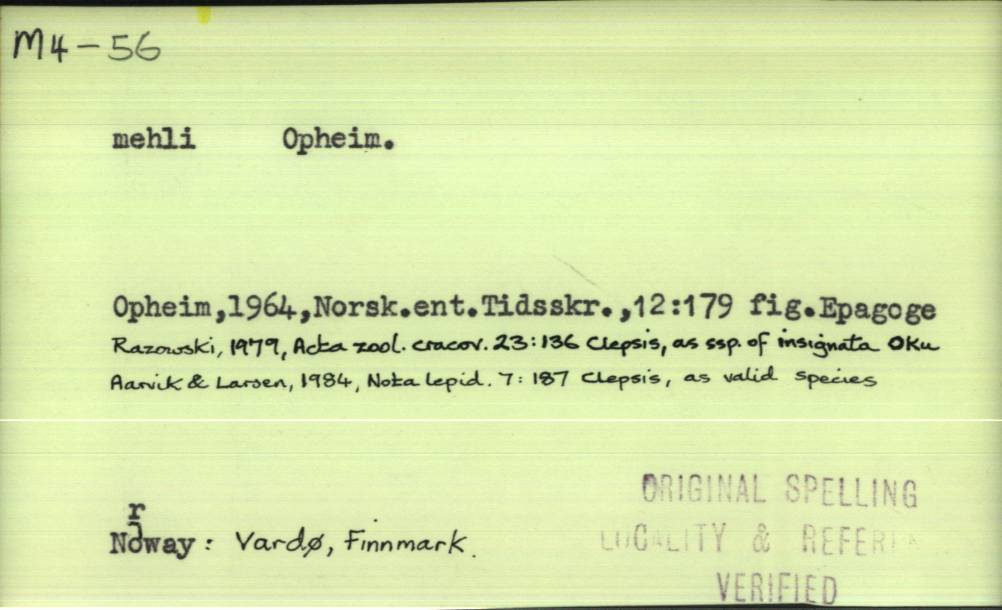 M4-56
mehli Opheim.
Opheim,1964,Norsk.ent.Tidsskr.,12:179 fig.Epagoge
Razowski, 1979, Acta zool. cracov. 23:136 Clepsis, as ssp. of insignata Oku
Aarvik & Larsen, 1984, Nota lepid. 7: 187 Clepsis, as valid species
r
Noway: Vardø, Finnmark.
ORIGINAL SPELLING
LOCALITY & REFEREN
VERIFIED